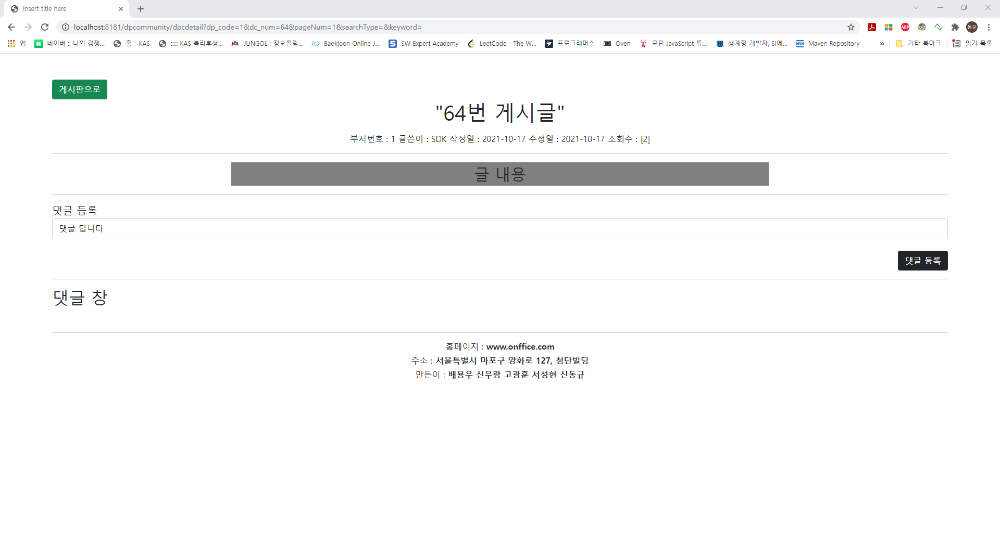 Insert title here
localhost:8181/dpcommunity/dpcdetail?dp_code=1&dc_num=64&pageNum=1&searchType=&keyword=
ABP
동규
앱
N 네이버 :: 나의 경쟁...
홈 - KAS
::::: KAS 복리후생...
JOL JUNGOL : 정보올림...
</> Baekjoon Online J...
S SW Expert Academy
LeetCode - The W...
프로그래머스
Oven
모던 JavaScript 튜...
생계형 개발자, SI에...
MVN Maven Repository
»
기타 북마크
읽기 목록
게시판으로
"64번 게시글"
부서번호 : 1 글쓴이 : SDK 작성일 : 2021-10-17 수정일 : 2021-10-17 조회수 : [2]
글 내용
댓글 등록
댓글 답니다
댓글 등록
댓글 창
홈페이지 : www.onffice.com
주소 : 서울특별시 마포구 양화로 127, 첨단빌딩
만든이 : 배용우 신우람 고광훈 서성현 신동규